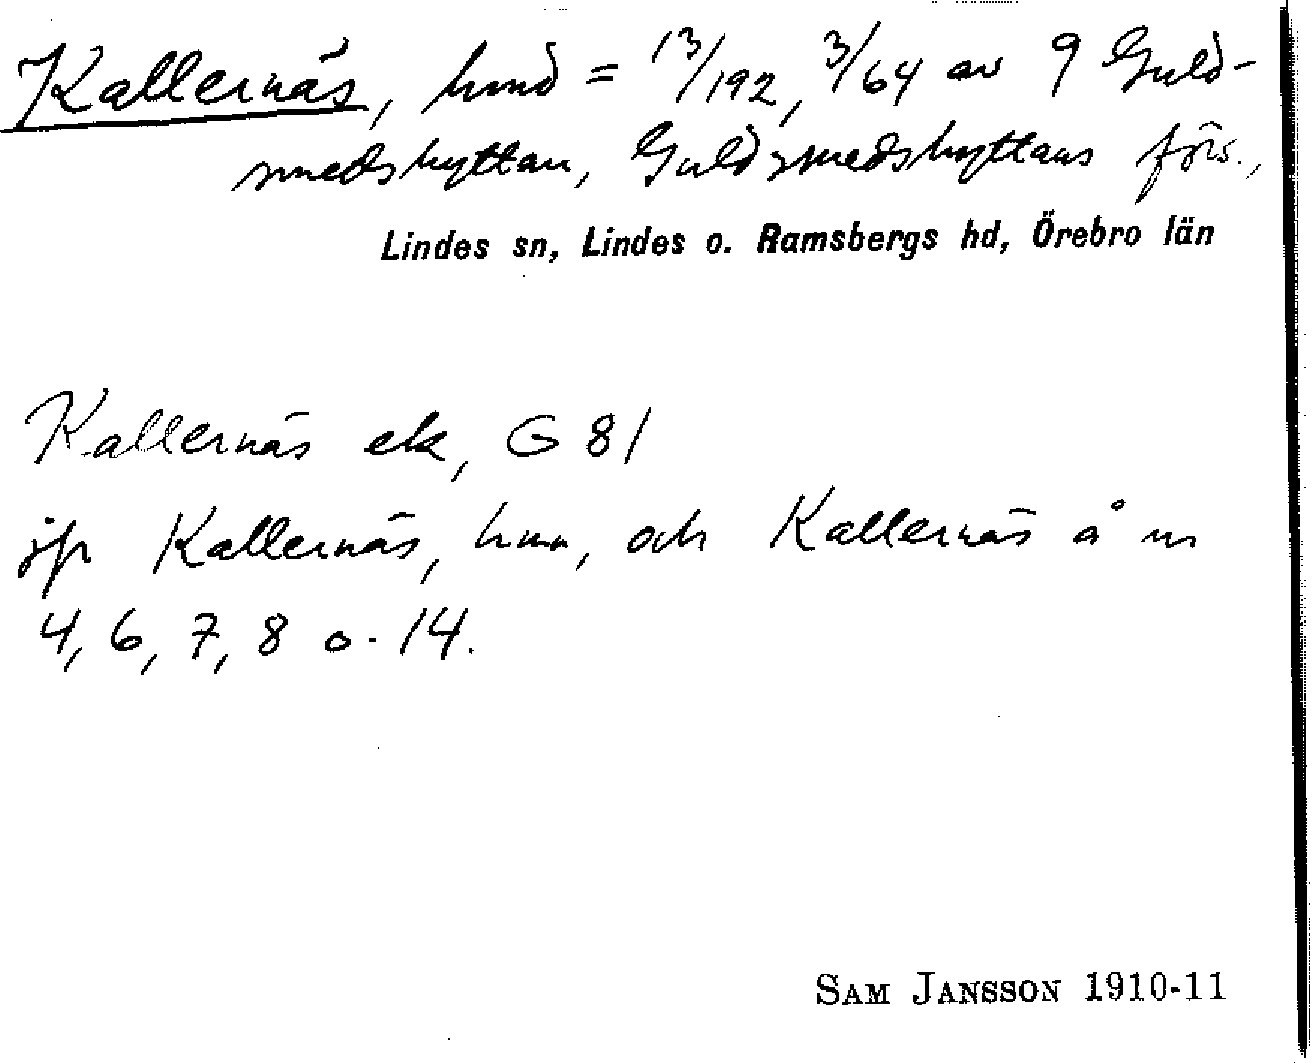 Kallernäs, hmd = 13/192, 3/64 av 9 Guld-
smedshyttan, Guldsmedshyttans förs.,
Lindes sn, Lindes o. Ramsbergs hd, Örebro län
Kallernäs ek, G 81
jfr Kallernäs, hmn, och Kallernäs å nr
4, 6, 7, 8 o. 14.
SAM JANSSON 1910-11